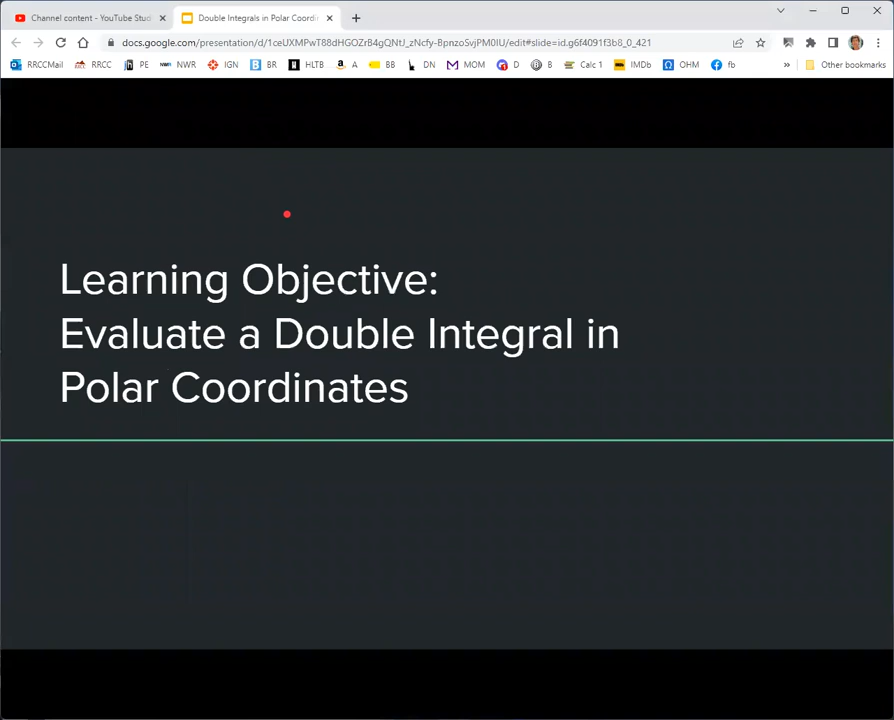 Channel content - YouTube Stud
Double Integrals in Polar Coordin
docs.google.com/presentation/d/1ceUXMPwT88dHGOZrB4gQNtJ_zNcfy-BpnzoSvjPM0IU/edit#slide=id.g6f4091f3b8_0_421
RRCCMail RRCC PE NWR IGN BR HLTB A BB DN MOM D B Calc 1 IMDb OHM fb » Other bookmarks
Learning Objective:
Evaluate a Double Integral in
Polar Coordinates